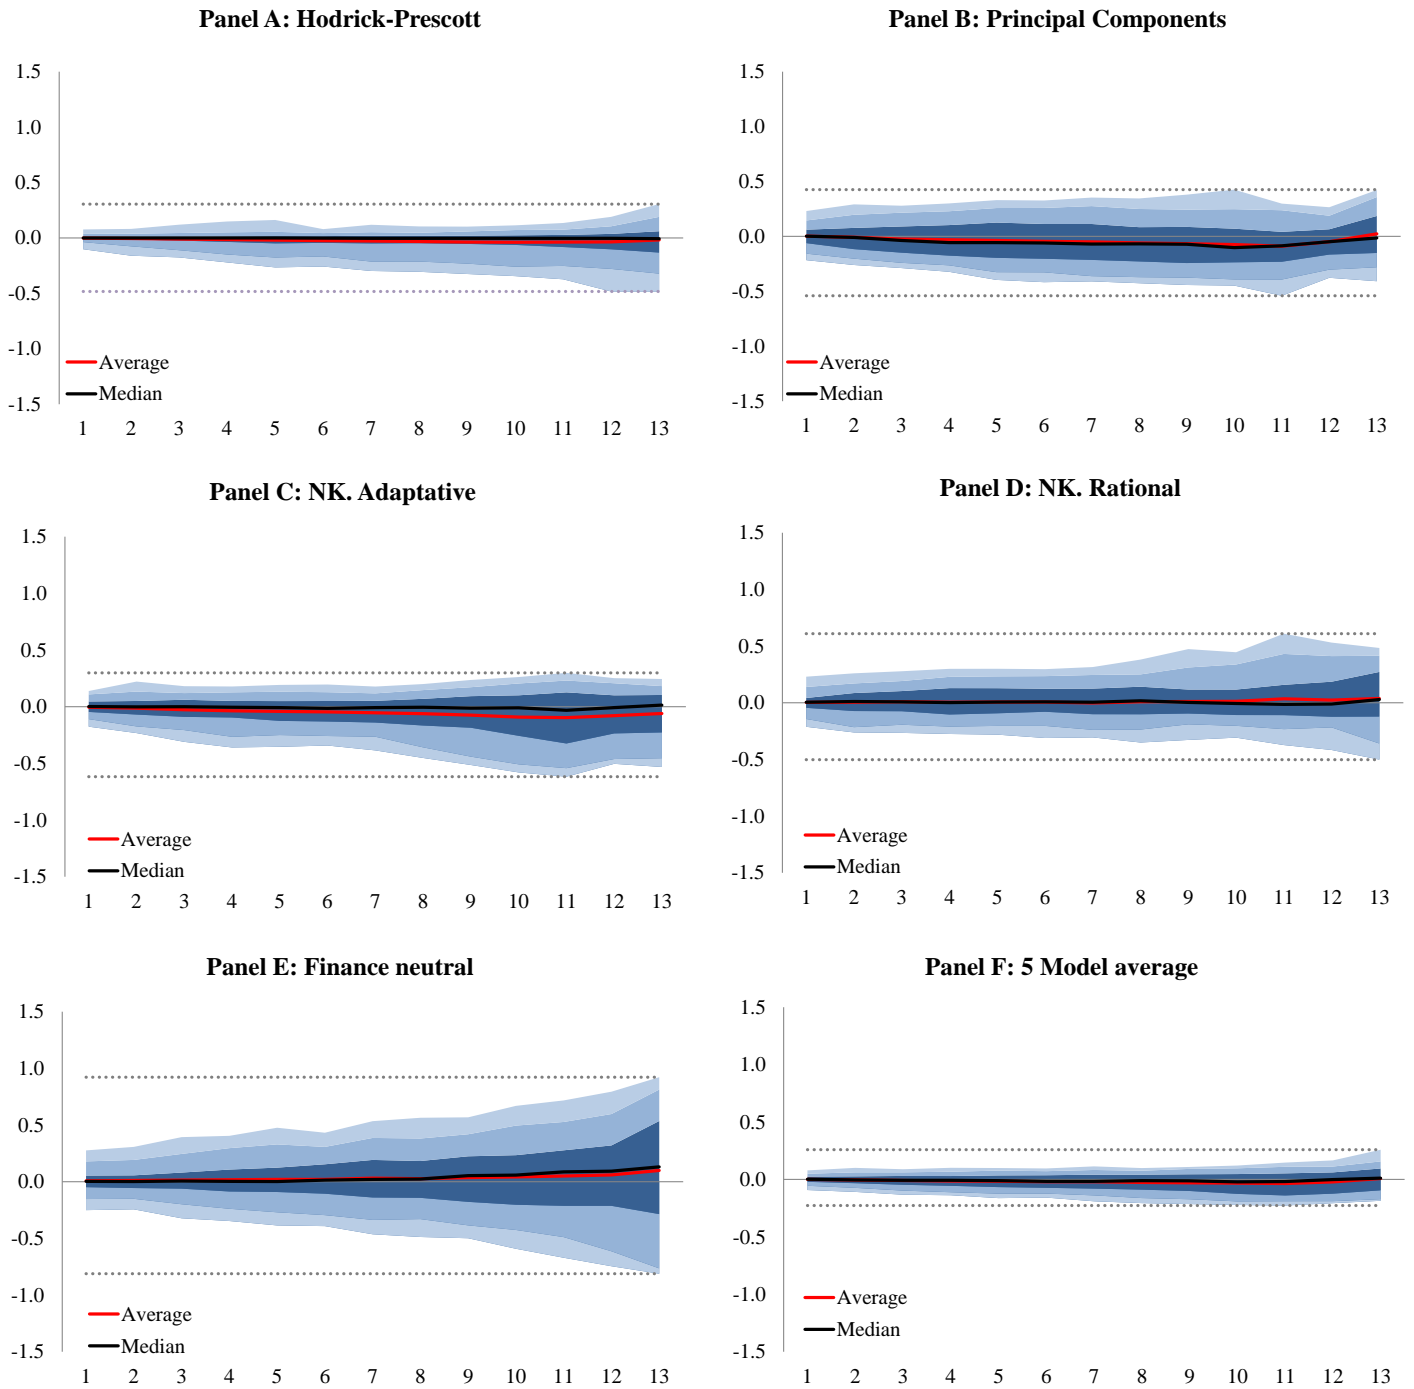 Panel A: Hodrick-Prescott
1.5
1.0
0.5
0.0
-0.5
-1.0
-1.5
Average
Median
1 2 3 4 5 6 7 8 9 10 11 12 13
Panel B: Principal Components
1.5
1.0
0.5
0.0
-0.5
-1.0
-1.5
Average
Median
1 2 3 4 5 6 7 8 9 10 11 12 13
Panel C: NK. Adaptative
1.5
1.0
0.5
0.0
-0.5
-1.0
-1.5
Average
Median
1 2 3 4 5 6 7 8 9 10 11 12 13
Panel D: NK. Rational
1.5
1.0
0.5
0.0
-0.5
-1.0
-1.5
Average
Median
1 2 3 4 5 6 7 8 9 10 11 12 13
Panel E: Finance neutral
1.5
1.0
0.5
0.0
-0.5
-1.0
-1.5
Average
Median
1 2 3 4 5 6 7 8 9 10 11 12 13
Panel F: 5 Model average
1.5
1.0
0.5
0.0
-0.5
-1.0
-1.5
Average
Median
1 2 3 4 5 6 7 8 9 10 11 12 13